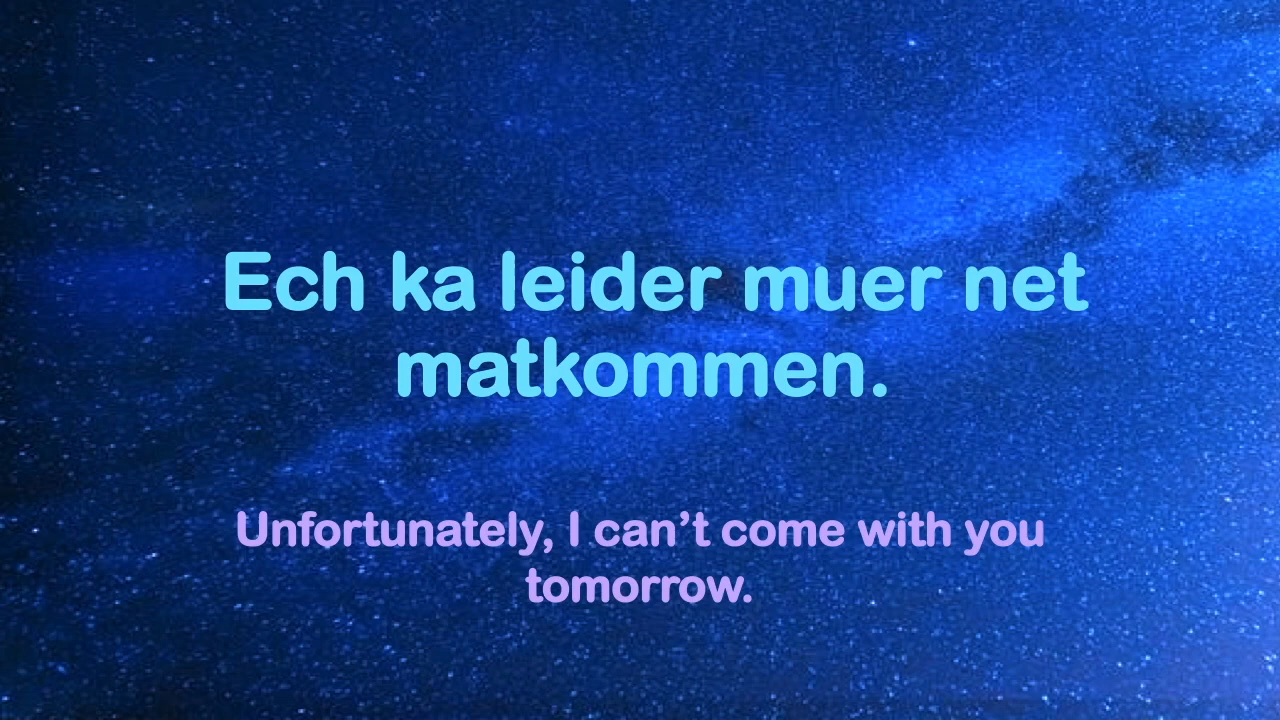 Ech ka leider muer net
matkommen.
Unfortunately, I can’t come with you
tomorrow.